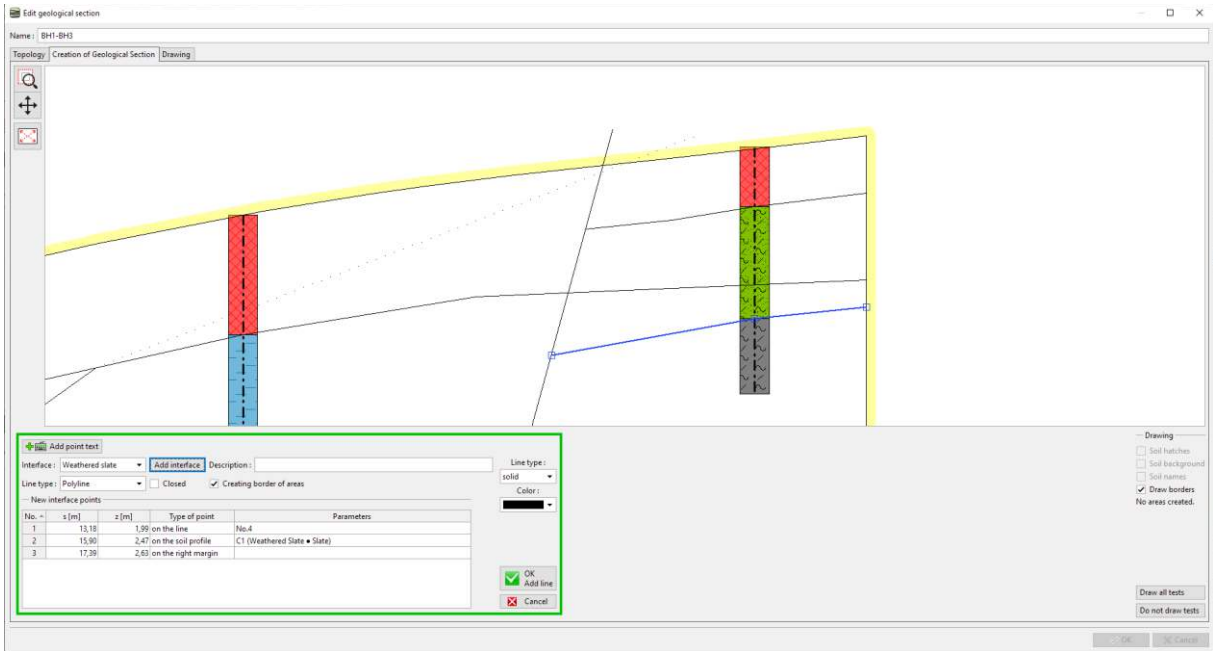 Edit geological section
Name : BH1-BH3
Topology Creation of Geological Section Drawing
Add point text
Interface : Weathered slate Add interface Description :
Line type : Polyline Closed Creating border of areas
New interface points
No. s [m] z [m] Type of point Parameters
1 13,18 1,99 on the line No.4
2 15,90 2,47 on the soil profile C1 (Weathered Slate ● Slate)
3 17,39 2,63 on the right margin
Line type :
solid
Color :
OK
Add line
Cancel
Drawing
Soil hatches
Soil background
Soil names
Draw borders
No areas created.
Draw all tests
Do not draw tests
OK Cancel